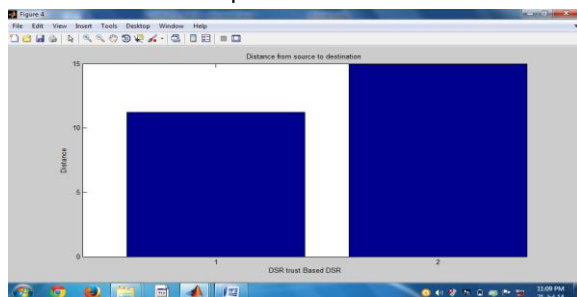 Figure 4
File Edit View Insert Tools Desktop Window Help
Distance from source to destination
15
10
5
0
Distance
1 2
DSR trust Based DSR
11:09 PM